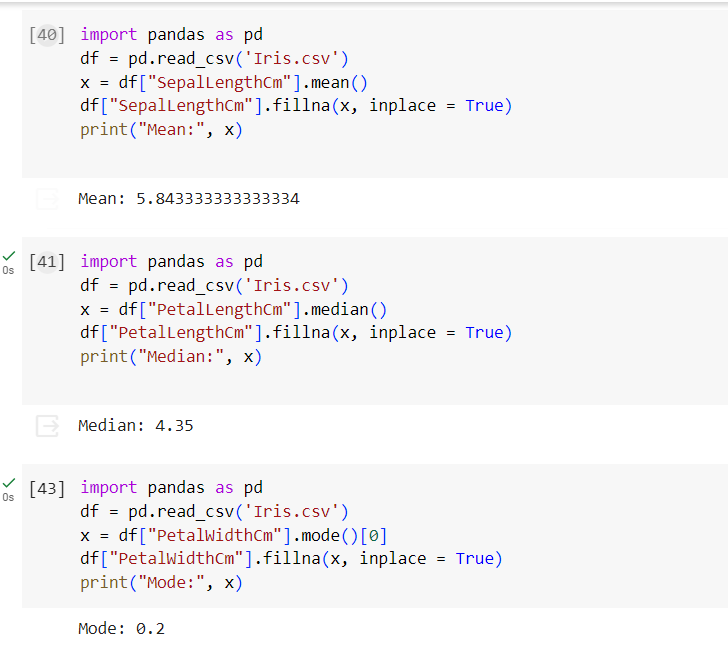 [40] import pandas as pd
df = pd.read_csv('Iris.csv')
x = df["SepalLengthCm"].mean()
df["SepalLengthCm"].fillna(x, inplace = True)
print("Mean:", x)
Mean: 5.843333333333334
0s [41] import pandas as pd
df = pd.read_csv('Iris.csv')
x = df["PetalLengthCm"].median()
df["PetalLengthCm"].fillna(x, inplace = True)
print("Median:", x)
Median: 4.35
0s [43] import pandas as pd
df = pd.read_csv('Iris.csv')
x = df["PetalWidthCm"].mode()[0]
df["PetalWidthCm"].fillna(x, inplace = True)
print("Mode:", x)
Mode: 0.2